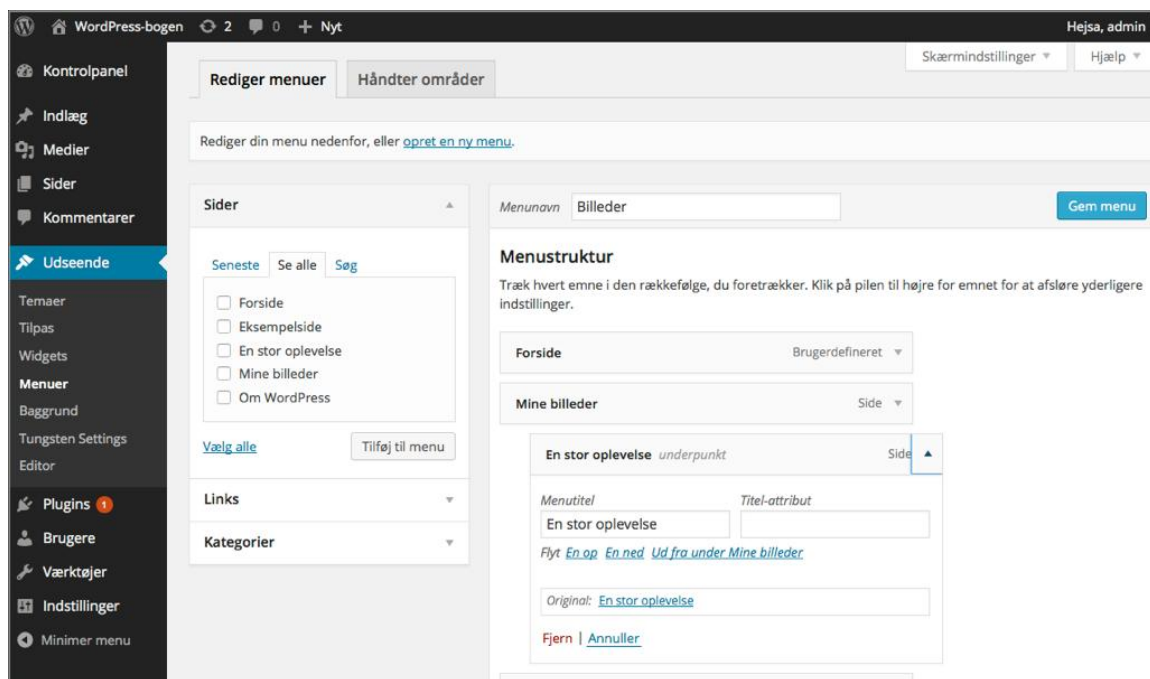 WordPress-bogen 2 0 + Nyt Hejsa, admin
Skærmindstillinger Hjælp
Kontrolpanel
Indlæg
Medier
Sider
Kommentarer
Udseende
Temaer
Tilpas
Widgets
Menuer
Baggrund
Tungsten Settings
Editor
Plugins 1
Brugere
Værktøjer
Indstillinger
Minimer menu
Rediger menuer Håndter områder
Rediger din menu nedenfor, eller opret en ny menu.
Sider
Seneste Se alle Søg
Forside
Eksempelside
En stor oplevelse
Mine billeder
Om WordPress
Vælg alle Tilføj til menu
Links
Kategorier
Menunavn Billeder Gem menu
Menustruktur
Træk hvert emne i den rækkefølge, du foretrækker. Klik på pilen til højre for emnet for at afsløre yderligere
indstillinger.
Forside Brugerdefineret
Mine billeder Side
En stor oplevelse underpunkt Side
Menutitel Titel-attribut
En stor oplevelse
Flyt En op En ned Ud fra under Mine billeder
Original: En stor oplevelse
Fjern | Annuller